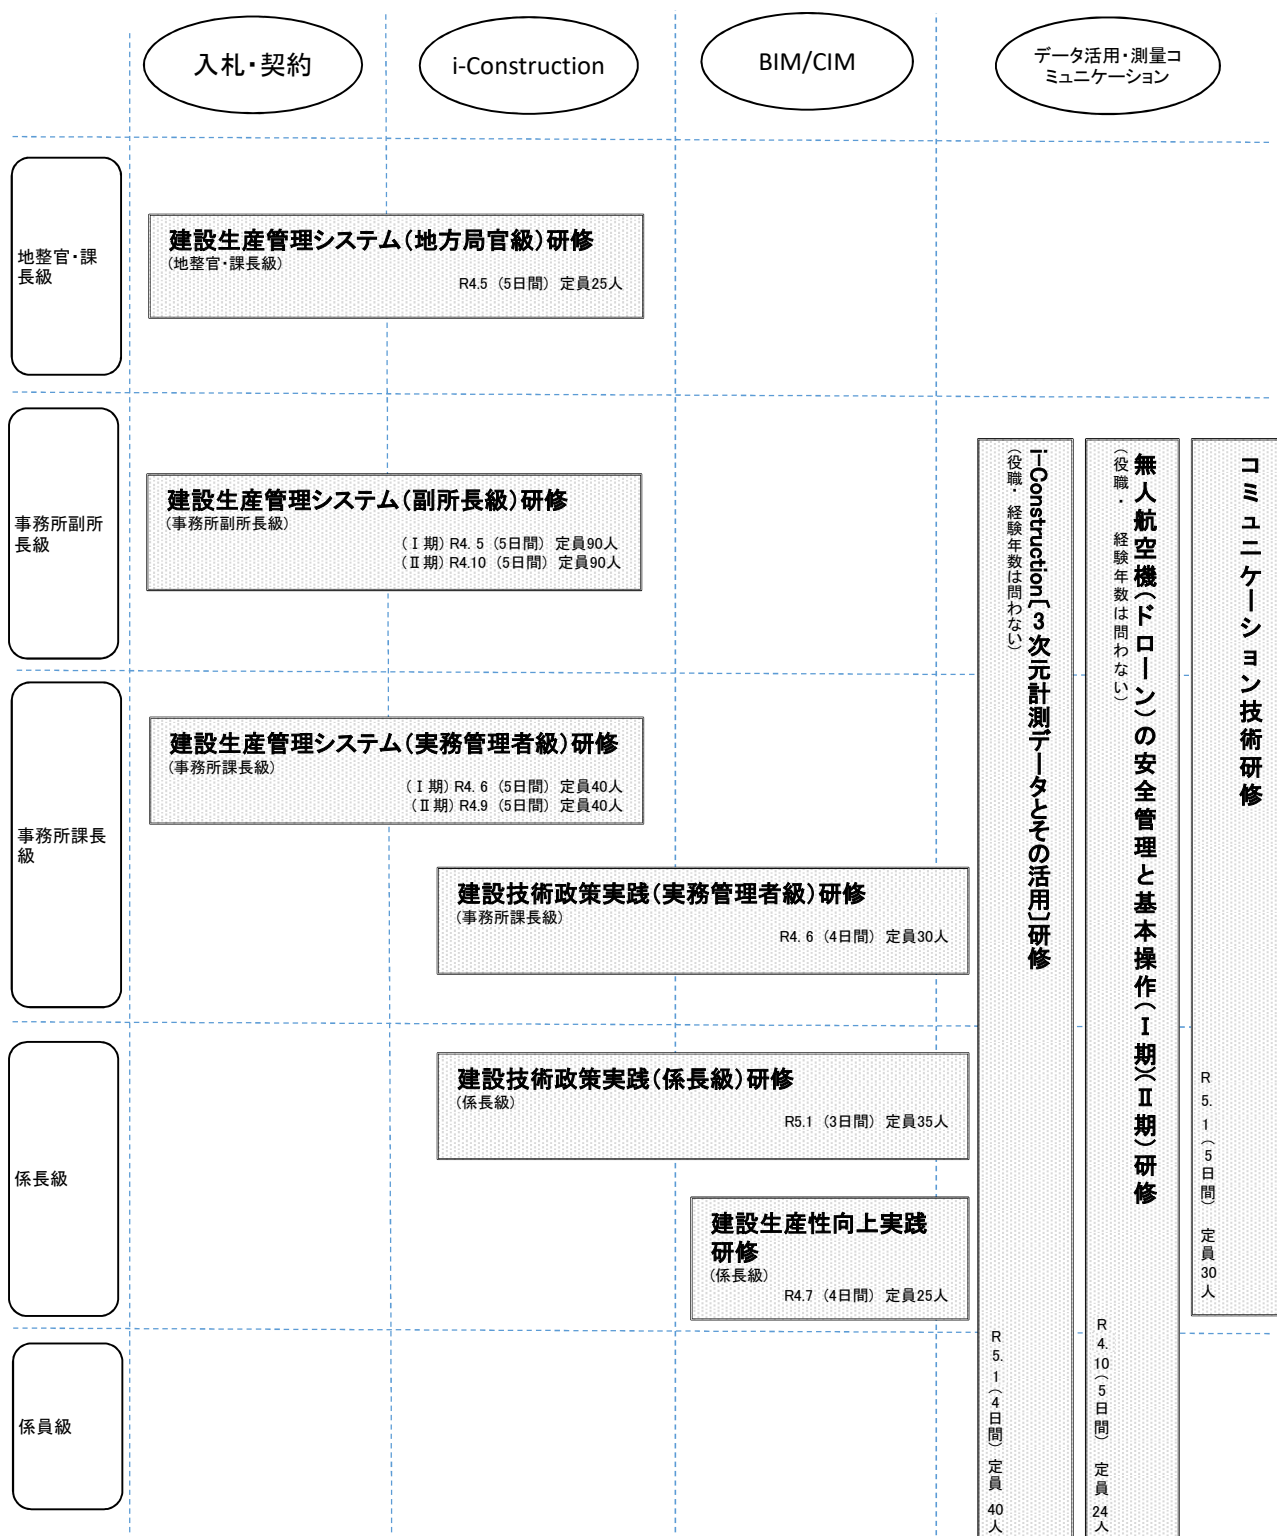 入札・契約
i-Construction
BIM/CIM
データ活用・測量コ
ミュニケーション
地整官・課
長級
建設生産管理システム（地方局官級）研修
（地整官・課長級）
R4.5（5日間）定員25人
事務所副所
長級
建設生産管理システム（副所長級）研修
（事務所副所長級）
（Ⅰ期）R4. 5（5日間）定員90人
（Ⅱ期）R4.10（5日間）定員90人
事務所課長
級
建設生産管理システム（実務管理者級）研修
（事務所課長級）
（Ⅰ期）R4. 6（5日間）定員40人
（Ⅱ期）R4.9（5日間）定員40人
建設技術政策実践（実務管理者級）研修
（事務所課長級）
R4. 6（4日間）定員30人
係長級
建設技術政策実践（係長級）研修
（係長級）
R5.1（3日間）定員35人
建設生産性向上実践
研修
（係長級）
R4.7（4日間）定員25人
係員級
i-Construction〔3次元計測データとその活用〕研修
（役職・経験年数は問わない）
R5.1（4日間）定員 40人
無人航空機（ドローン）の安全管理と基本操作（Ⅰ期）（Ⅱ期）研修
（役職・ 経験年数は問わない）
R4.10（5日間） 定員 24人
コミュニケーション技術研修
R5.1（5日間） 定員30人